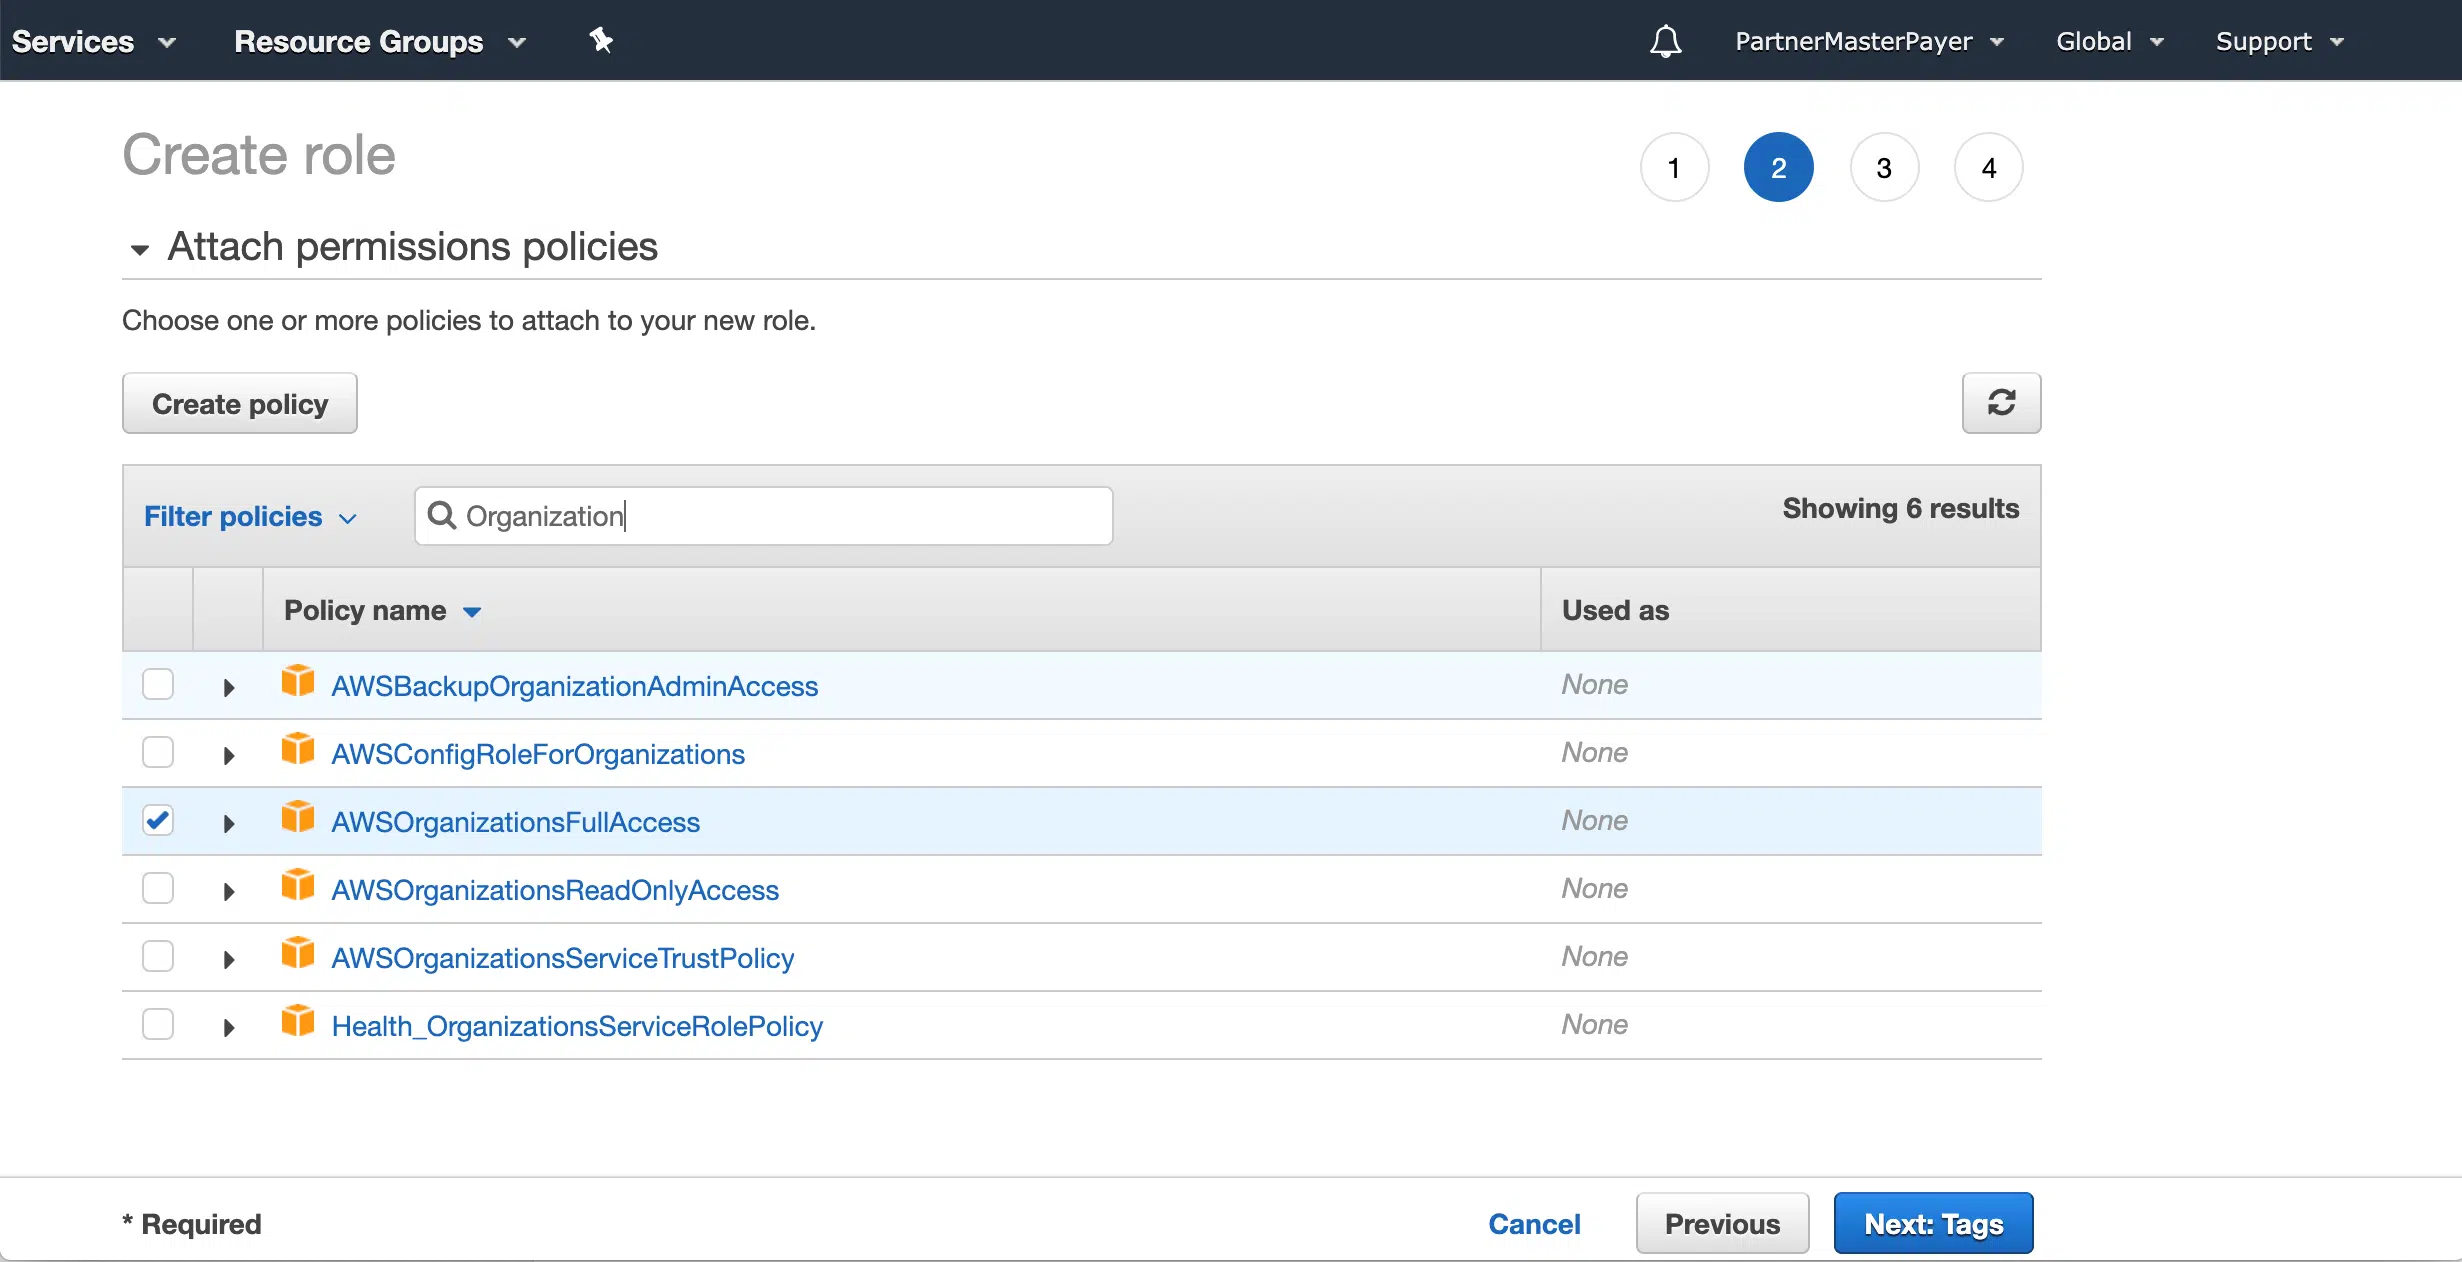 Services Resource Groups PartnerMasterPayer Global Support
Create role
1 2 3 4
Attach permissions policies
Choose one or more policies to attach to your new role.
Create policy
Filter policies Organization Showing 6 results
Policy name Used as
AWSBackupOrganizationAdminAccess None
AWSConfigRoleForOrganizations None
AWSOrganizationsFullAccess None
AWSOrganizationsReadOnlyAccess None
AWSOrganizationsServiceTrustPolicy None
Health_OrganizationsServiceRolePolicy None
* Required Cancel Previous Next: Tags